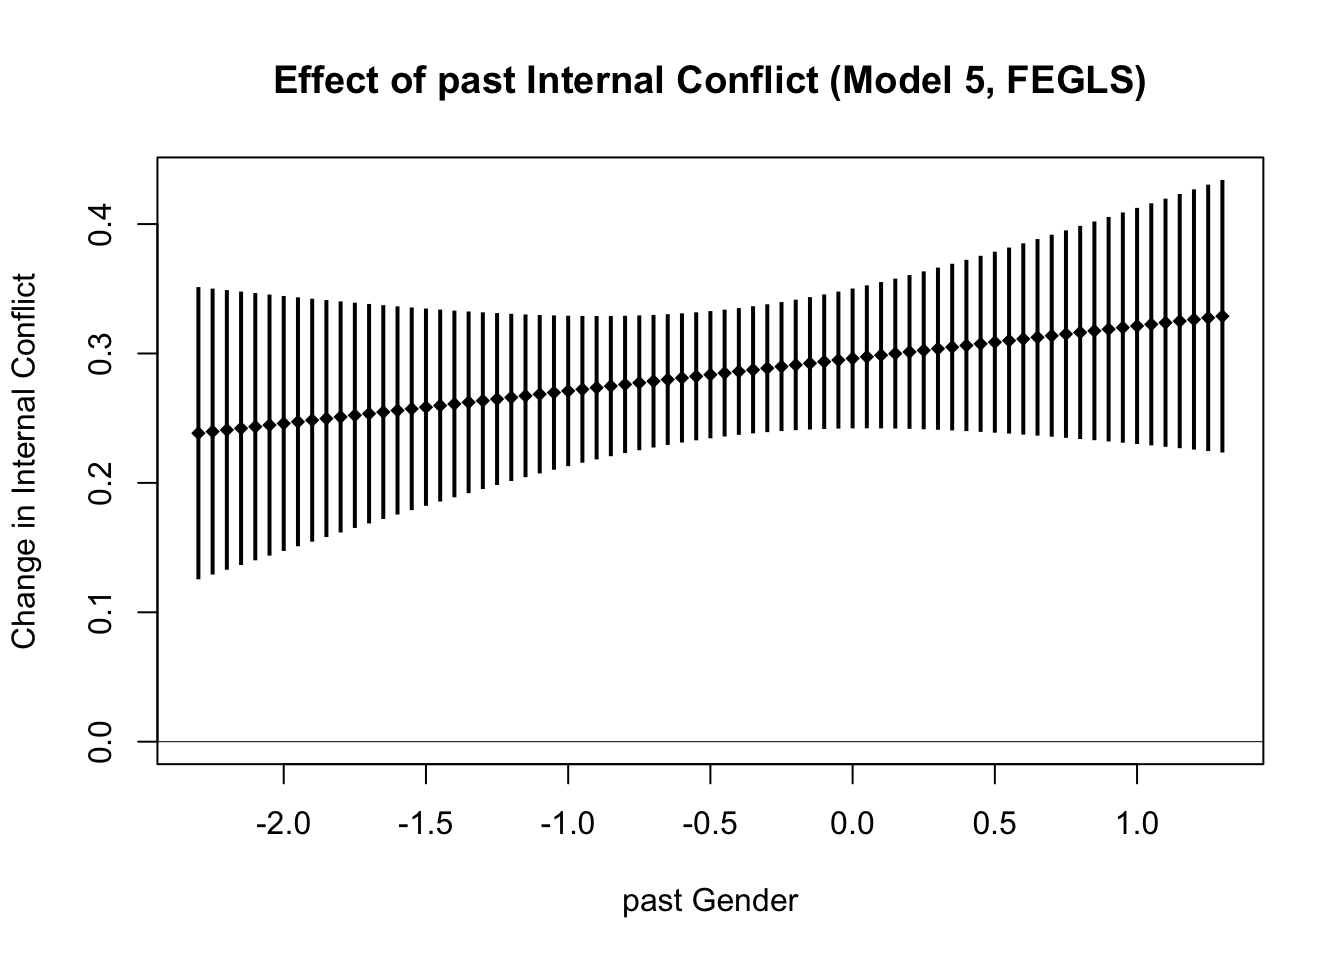 Effect of past Internal Conflict (Model 5, FEGLS)
Change in Internal Conflict
0.4
0.3
0.2
0.1
0.0
-2.0 -1.5 -1.0 -0.5 0.0 0.5 1.0
past Gender